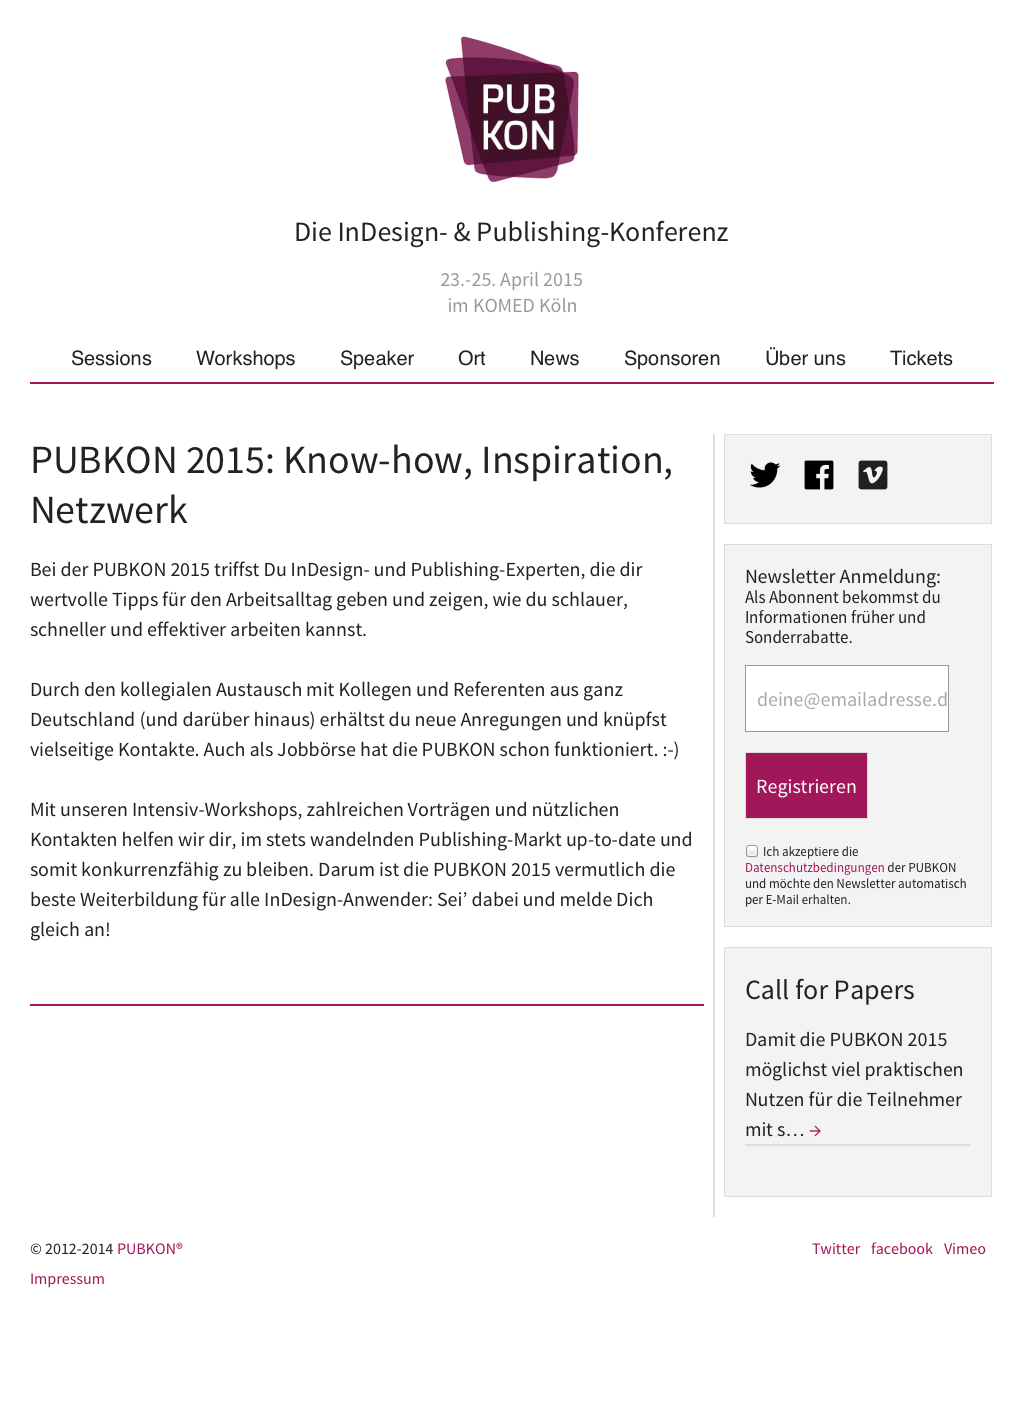 PUB
KON
Die InDesign- & Publishing-Konferenz
23.-25. April 2015
im KOMED Köln
Sessions Workshops Speaker Ort News Sponsoren Über uns Tickets
PUBKON 2015: Know-how, Inspiration,
Netzwerk
Bei der PUBKON 2015 triffst Du InDesign- und Publishing-Experten, die dir
wertvolle Tipps für den Arbeitsalltag geben und zeigen, wie du schlauer,
schneller und effektiver arbeiten kannst.
Durch den kollegialen Austausch mit Kollegen und Referenten aus ganz
Deutschland (und darüber hinaus) erhältst du neue Anregungen und knüpfst
vielseitige Kontakte. Auch als Jobbörse hat die PUBKON schon funktioniert. :-)
Mit unseren Intensiv-Workshops, zahlreichen Vorträgen und nützlichen
Kontakten helfen wir dir, im stets wandelnden Publishing-Markt up-to-date und
somit konkurrenzfähig zu bleiben. Darum ist die PUBKON 2015 vermutlich die
beste Weiterbildung für alle InDesign-Anwender: Sei’ dabei und melde Dich
gleich an!
Newsletter Anmeldung:
Als Abonnent bekommst du
Informationen früher und
Sonderrabatte.
deine@emailadresse.d
Registrieren
Ich akzeptiere die
Datenschutzbedingungen der PUBKON
und möchte den Newsletter automatisch
per E-Mail erhalten.
Call for Papers
Damit die PUBKON 2015
möglichst viel praktischen
Nutzen für die Teilnehmer
mit s… →
© 2012-2014 PUBKON®
Impressum
Twitter facebook Vimeo